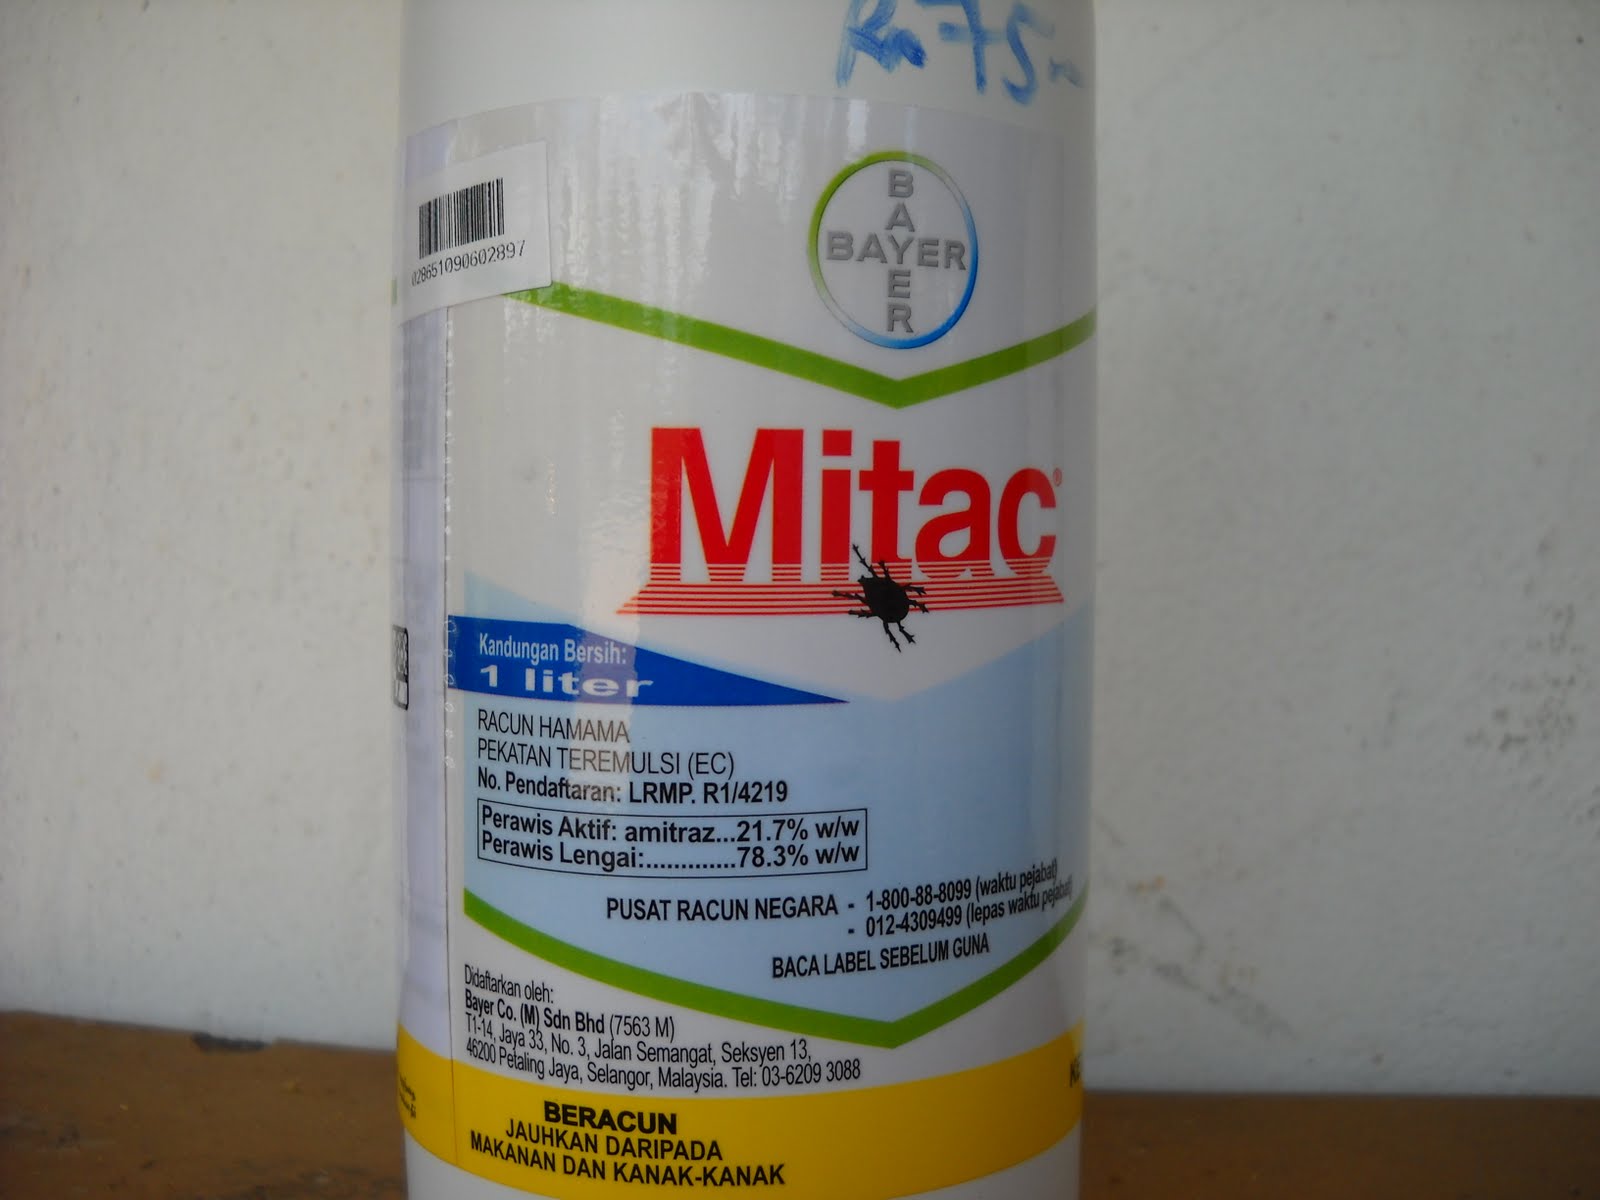 Rm 75
BAYER
BAYER
028651090602897
Mitac®
Kandungan Bersih:
1 liter
RACUN HAMAMA
PEKATAN TEREMULSI (EC)
No. Pendaftaran: LRMP. R1/4219
Perawis Aktif: amitraz...21.7% w/w
Perawis Lengai:..............78.3% w/w
PUSAT RACUN NEGARA - 1-800-88-8099 (waktu pejabat)
- 012-4309499 (lepas waktu pejabat)
BACA LABEL SEBELUM GUNA
Didaftarkan oleh:
Bayer Co. (M) Sdn Bhd (7563 M)
T1-14, Jaya 33, No. 3, Jalan Semangat, Seksyen 13,
46200 Petaling Jaya, Selangor, Malaysia. Tel: 03-6209 3088
BERACUN
JAUHKAN DARIPADA
MAKANAN DAN KANAK-KANAK